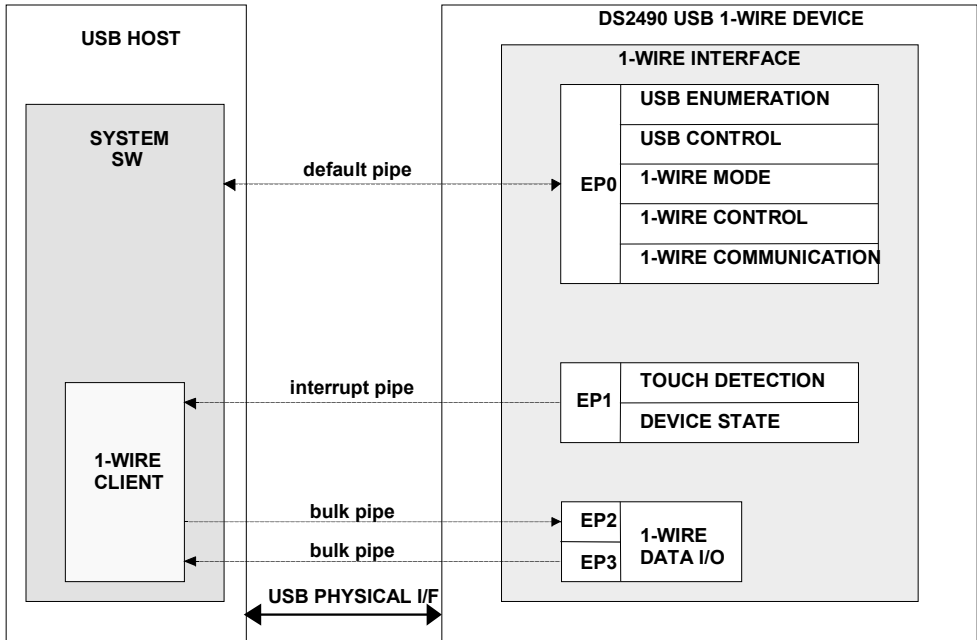 USB HOST
DS2490 USB 1-WIRE DEVICE
1-WIRE INTERFACE
SYSTEM
SW
default pipe
EP0
USB ENUMERATION
USB CONTROL
1-WIRE MODE
1-WIRE CONTROL
1-WIRE COMMUNICATION
interrupt pipe
EP1
TOUCH DETECTION
DEVICE STATE
1-WIRE
CLIENT
bulk pipe
EP2
bulk pipe
EP3
1-WIRE
DATA I/O
USB PHYSICAL I/F